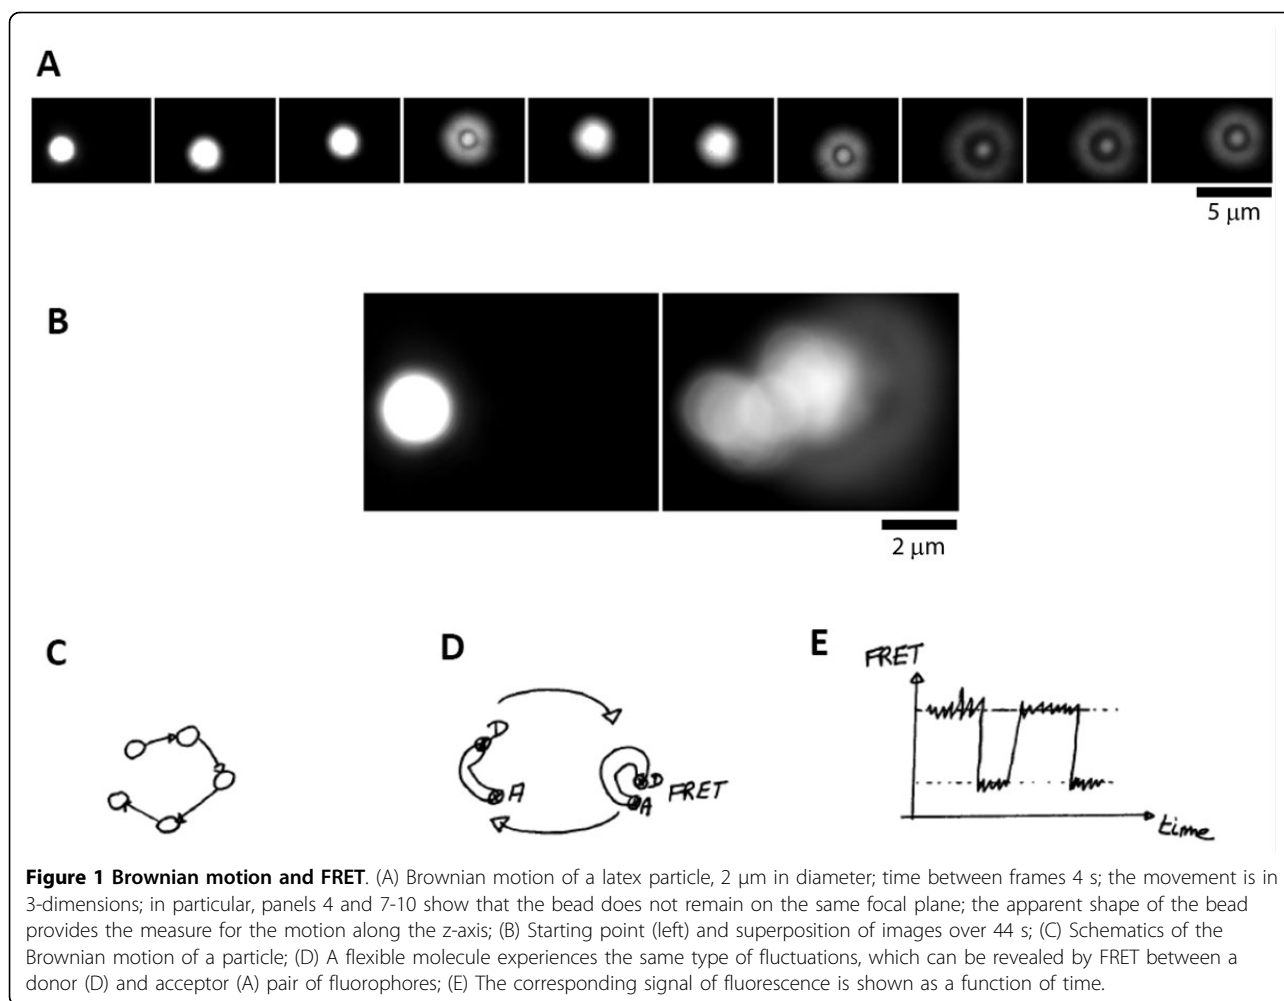 A
5 μm
B
2 μm
C
D
E
D
A
D
A
FRET
FRET
time
Figure 1 Brownian motion and FRET. (A) Brownian motion of a latex particle, 2 μm in diameter; time between frames 4 s; the movement is in
3-dimensions; in particular, panels 4 and 7-10 show that the bead does not remain on the same focal plane; the apparent shape of the bead
provides the measure for the motion along the z-axis; (B) Starting point (left) and superposition of images over 44 s; (C) Schematics of the
Brownian motion of a particle; (D) A flexible molecule experiences the same type of fluctuations, which can be revealed by FRET between a
donor (D) and acceptor (A) pair of fluorophores; (E) The corresponding signal of fluorescence is shown as a function of time.